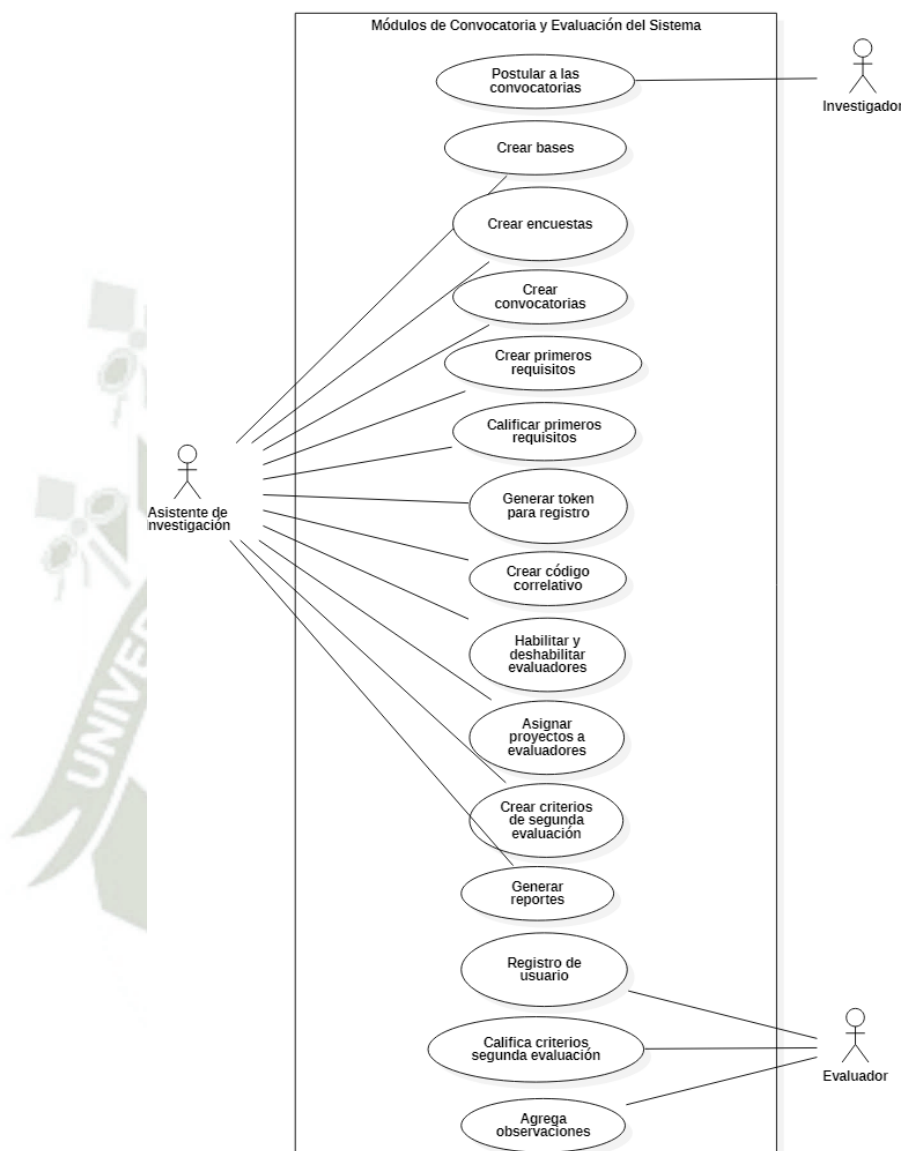 Módulos de Convocatoria y Evaluación del Sistema
Postular a las
convocatorias
Investigador
Crear bases
Crear encuestas
Crear
convocatorias
Crear primeros
requisitos
Calificar primeros
requisitos
Asistente de
Investigación
Generar token
para registro
Crear código
correlativo
Habilitar y
deshabilitar
evaluadores
Asignar
proyectos a
evaluadores
Crear criterios
de segunda
evaluación
Generar
reportes
Registro de
usuario
Califica criterios
segunda evaluación
Evaluador
Agrega
observaciones